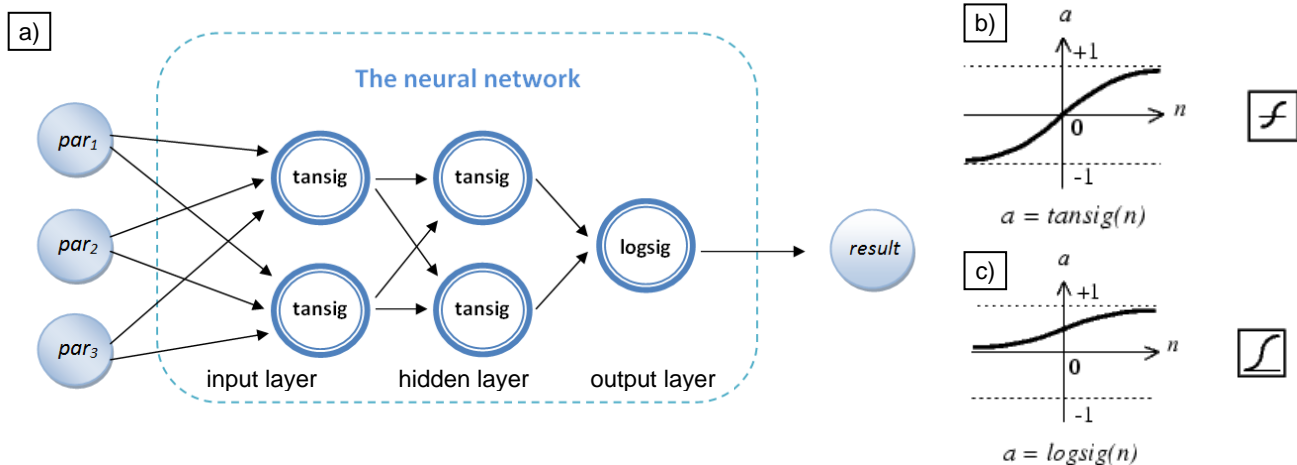 a)
The neural network
par1
par2
par3
tansig
tansig
tansig
tansig
logsig
result
input layer
hidden layer
output layer
b)
a
+1
n
0
-1
a = tansig(n)
c)
a
+1
n
0
-1
a = logsig(n)